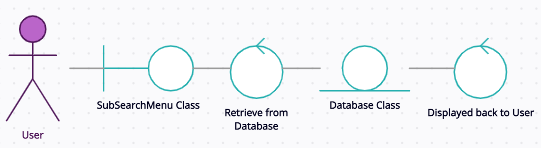 SubSearchMenu Class
Retrieve from
Database
Database Class
Displayed back to User
User